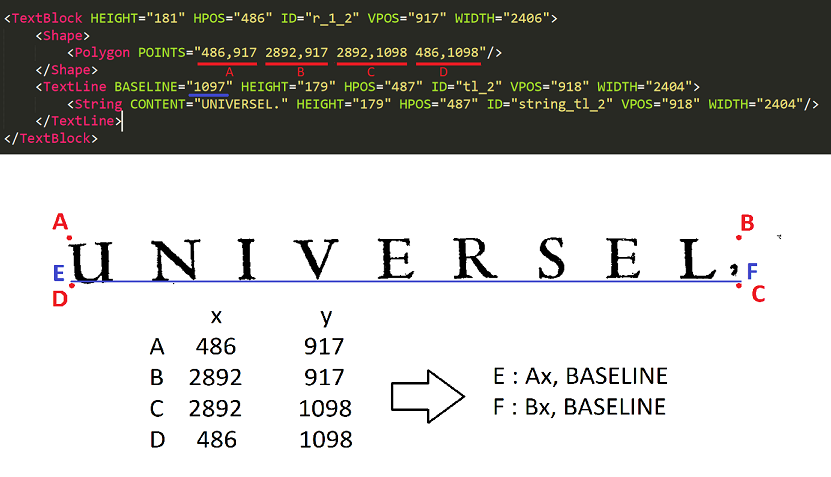 <TextBlock HEIGHT="181" HPOS="486" ID="r_1_2" VPOS="917" WIDTH="2406">
<Shape>
<Polygon POINTS="486,917 2892,917 2892,1098 486,1098"/>
A B C D
</Shape>
<TextLine BASELINE="1097" HEIGHT="179" HPOS="487" ID="tl_2" VPOS="918" WIDTH="2404">
<String CONTENT="UNIVERSEL." HEIGHT="179" HPOS="487" ID="string_tl_2" VPOS="918" WIDTH="2404"/>
</TextLine>
</TextBlock>
A B
UNIVERSEL,
E F
D C
x y
A 486 917
B 2892 917
C 2892 1098
D 486 1098
E : Ax, BASELINE
F : Bx, BASELINE